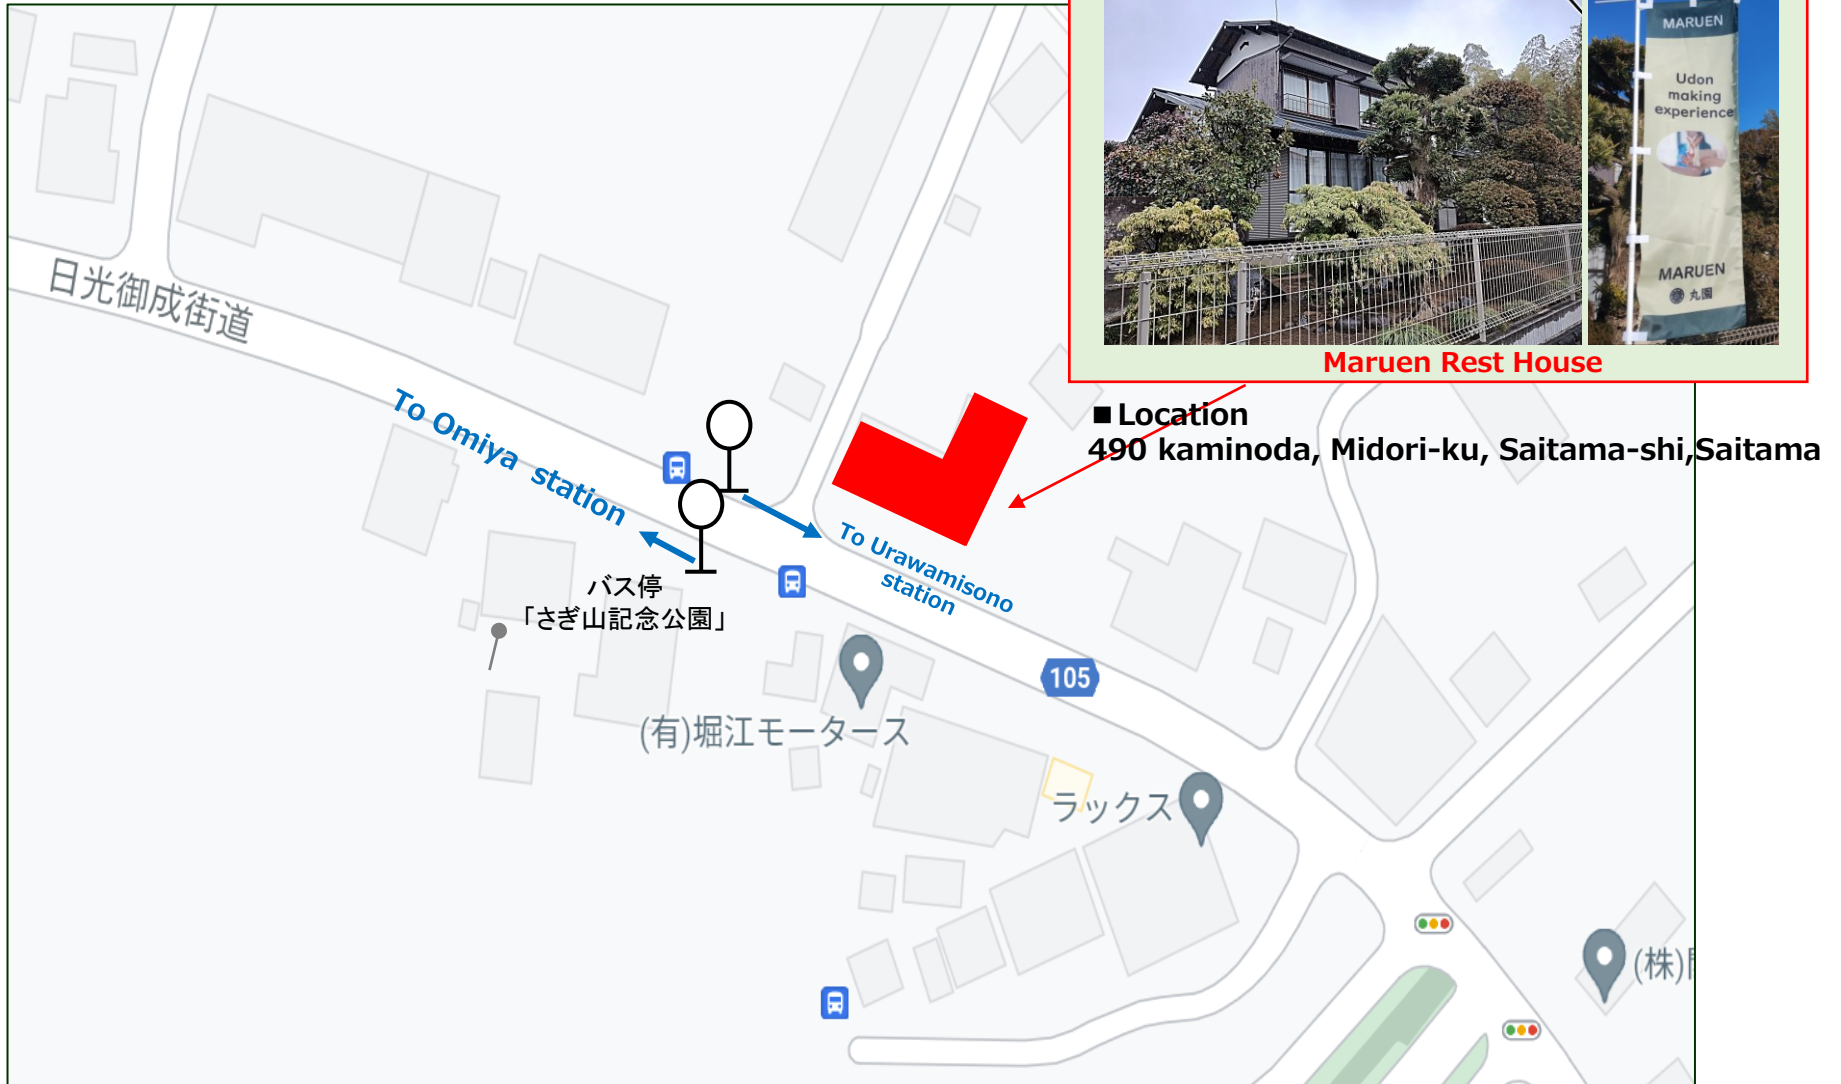 MARUEN
Udon
making
experience
MARUEN
丸園
Maruen Rest House
■Location
490 kaminoda, Midori-ku, Saitama-shi,Saitama
日光御成街道
To Omiya station
To Urawamisono
station
バス停
「さぎ山記念公園」
105
(有)堀江モータース
ラックス
(株)